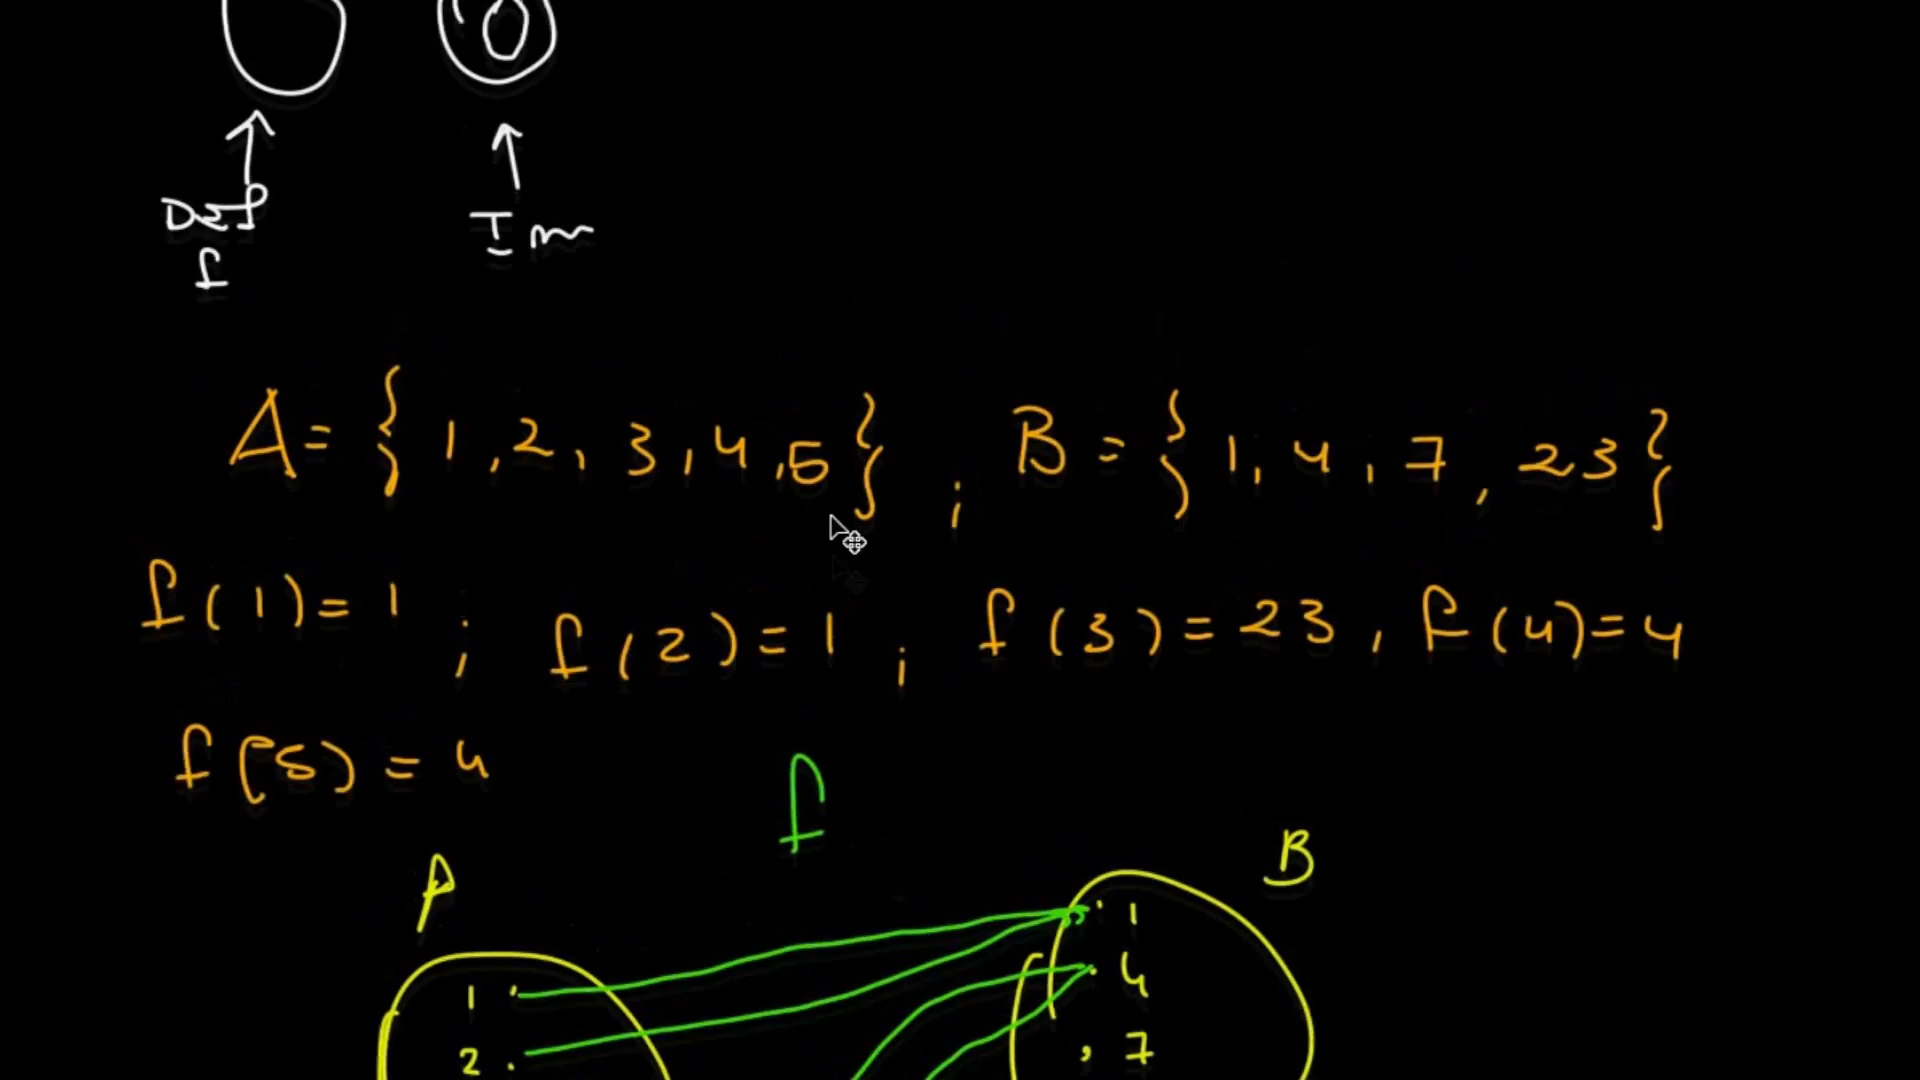 Def Im
f
A = { 1, 2, 3, 4, 5 } ; B = { 1, 4, 7, 23 }
f(1) = 1 ; f(2) = 1 ; f(3) = 23, f(4) = 4
f(5) = 4
f
A B
1 1
4
2 7